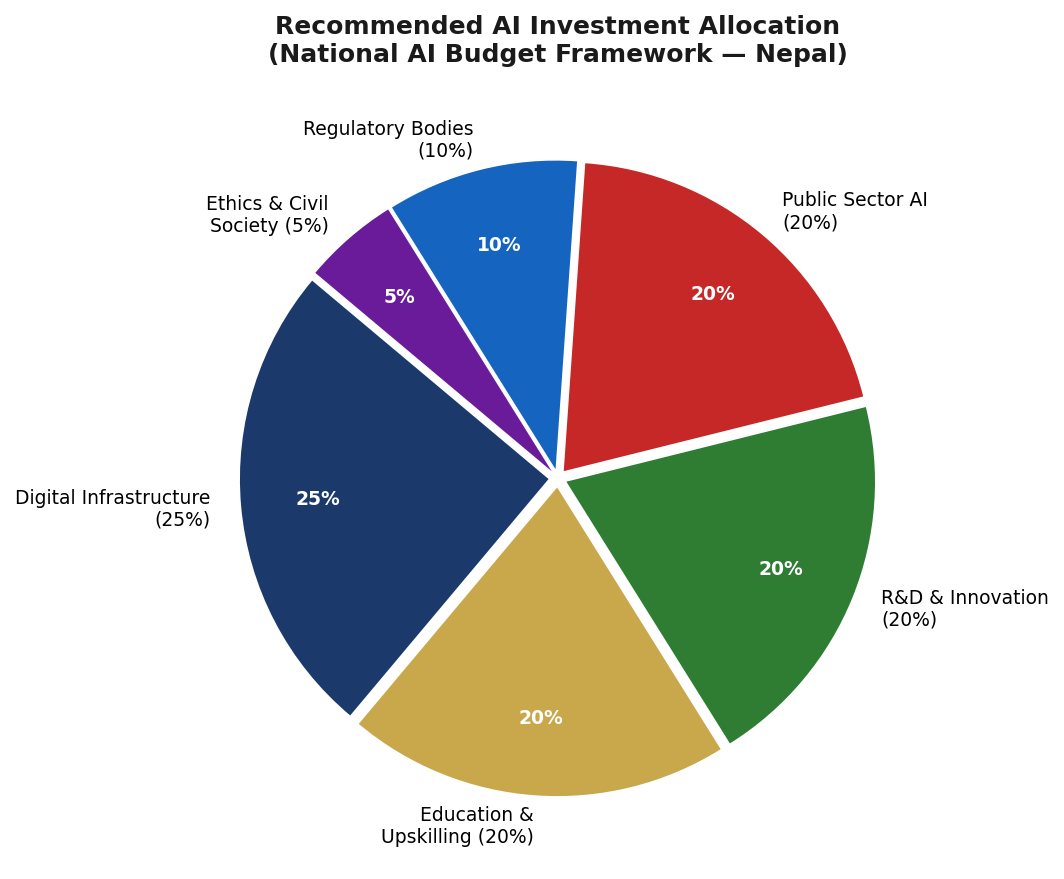 Recommended AI Investment Allocation
(National AI Budget Framework — Nepal)
Regulatory Bodies
(10%)
Ethics & Civil
Society (5%)
Public Sector AI
(20%)
10%
5%
20%
Digital Infrastructure
(25%)
25%
20%
R&D & Innovation
(20%)
20%
Education &
Upskilling (20%)